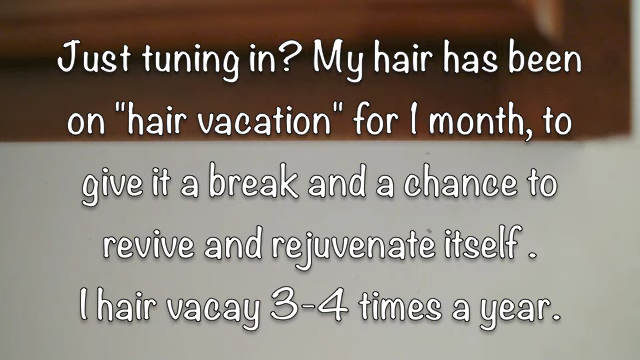 Just tuning in? My hair has been
on "hair vacation" for 1 month, to
give it a break and a chance to
revive and rejuvenate itself .
I hair vacay 3-4 times a year.